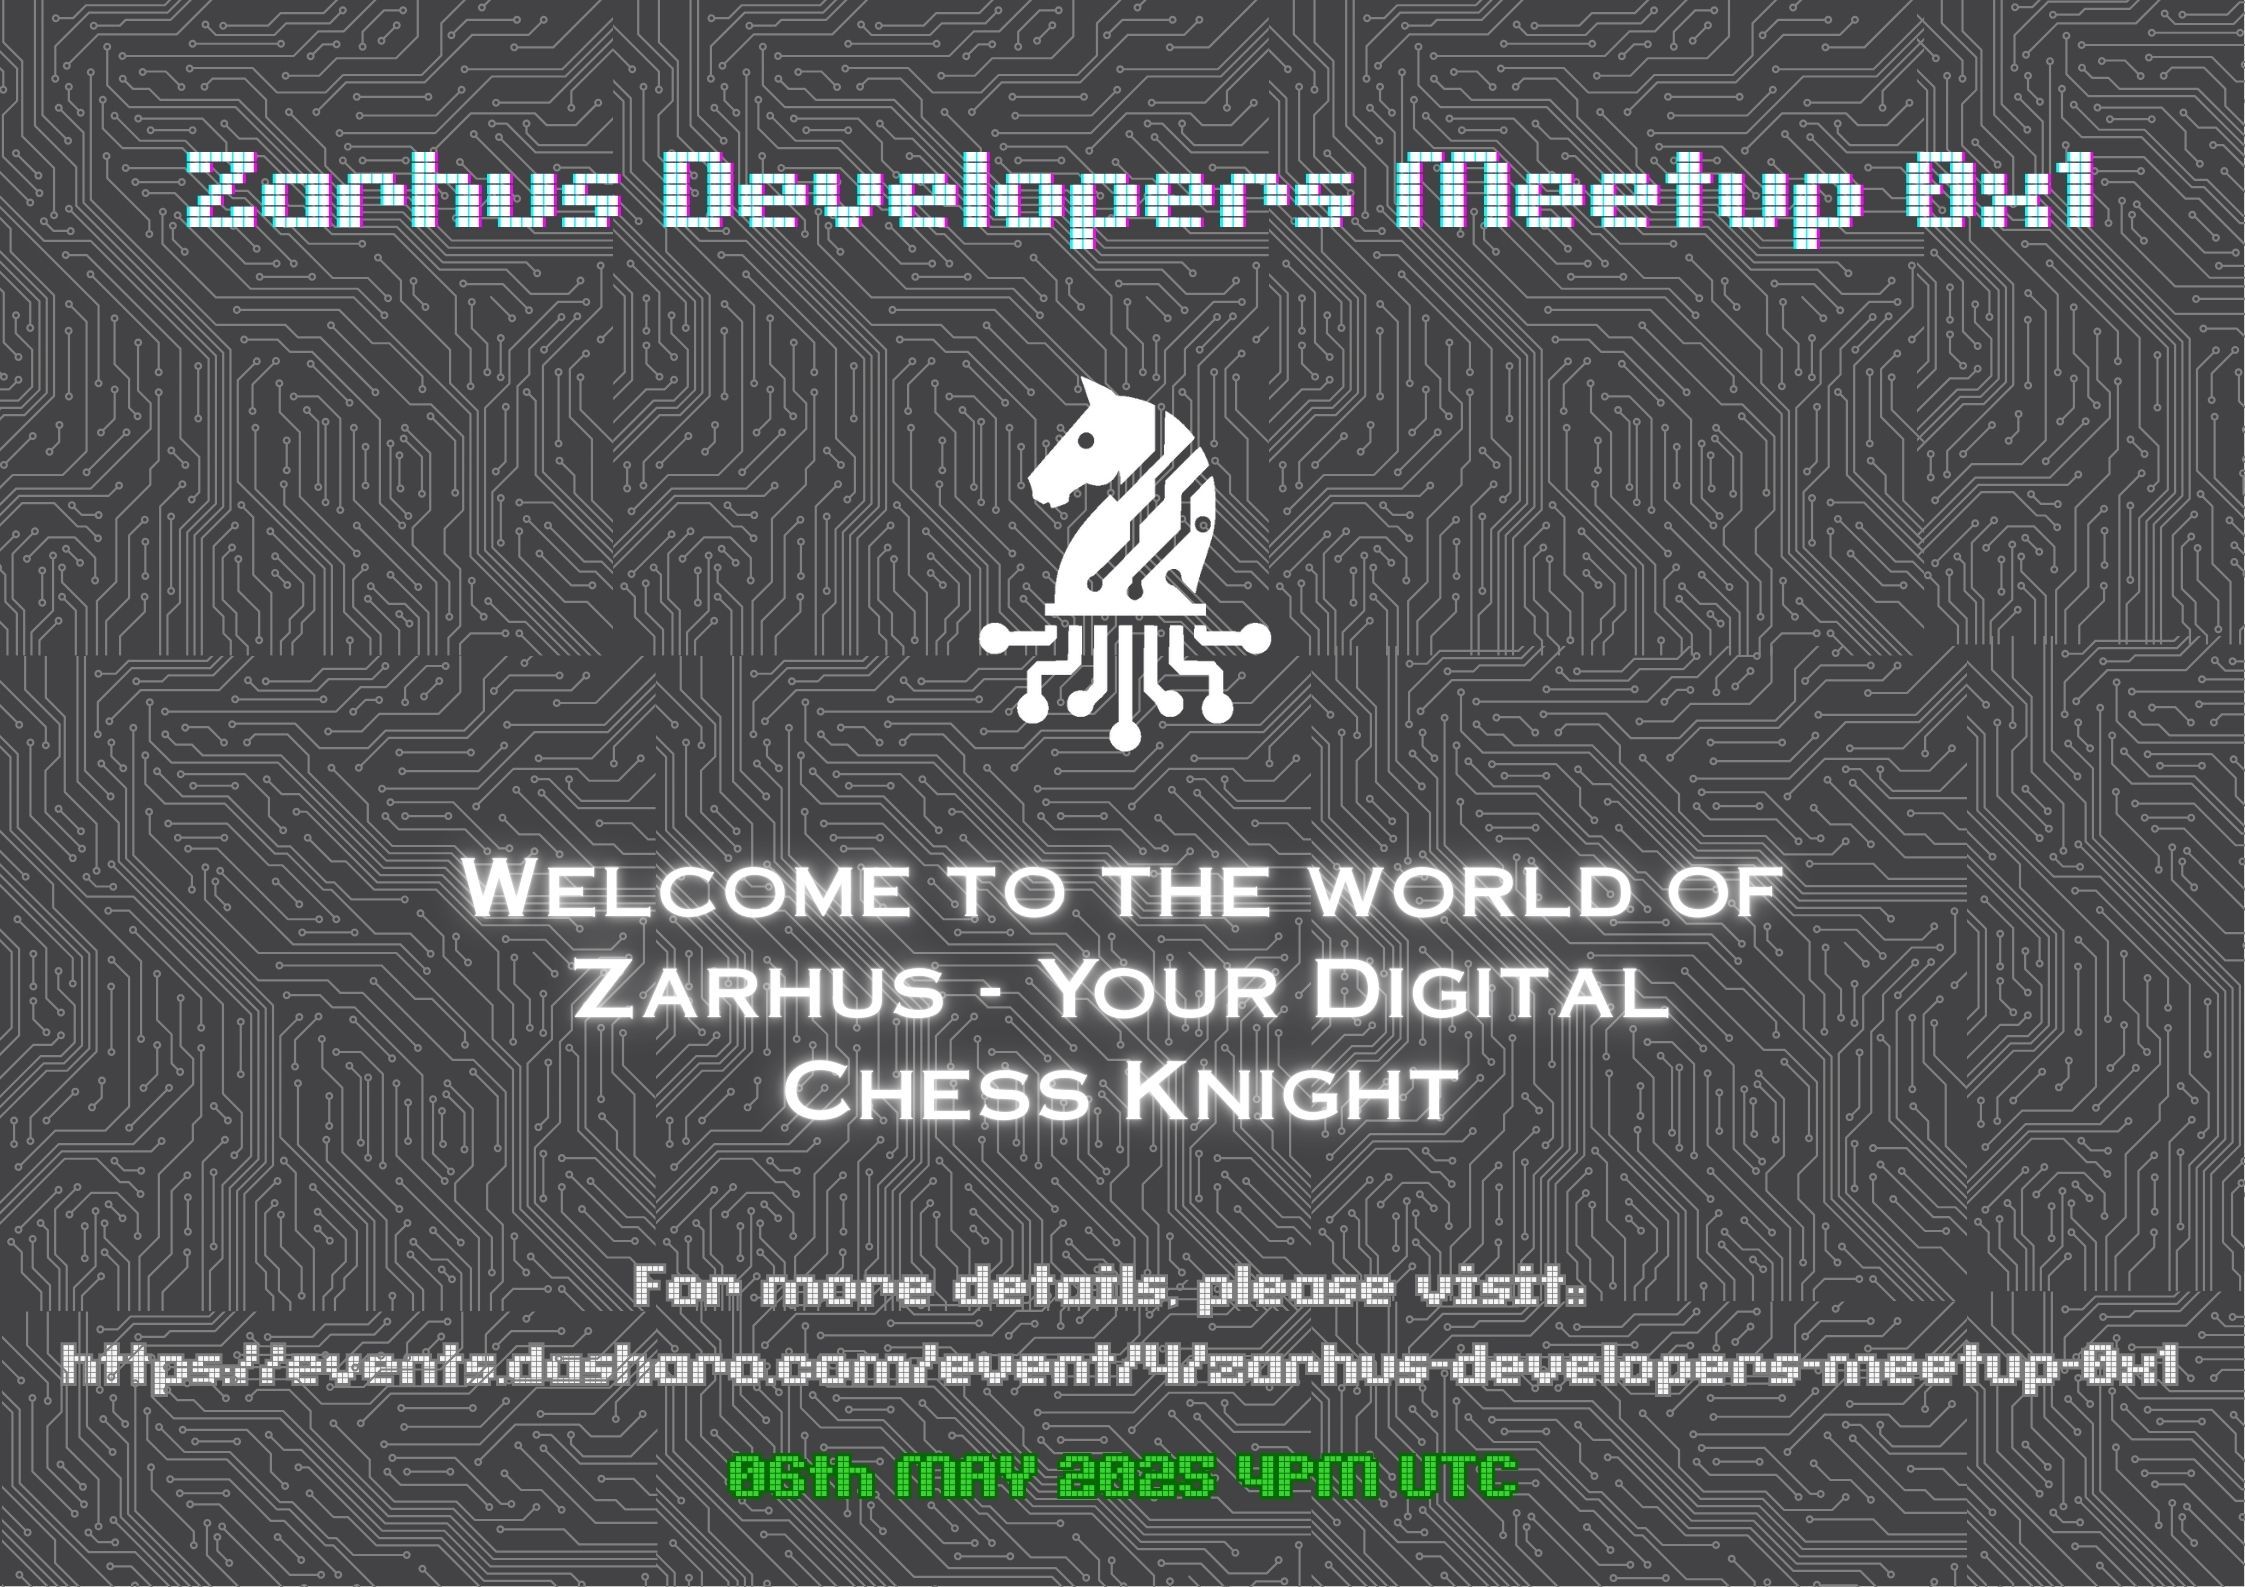 Zarhus Developers Meetup 0x1
Welcome to the world of
Zarhus - Your Digital
Chess Knight
For more details, please visit:
https://events.dasharo.com/event/4/zarhus-developers-meetup-0x1
06th MAY 2025 4PM UTC